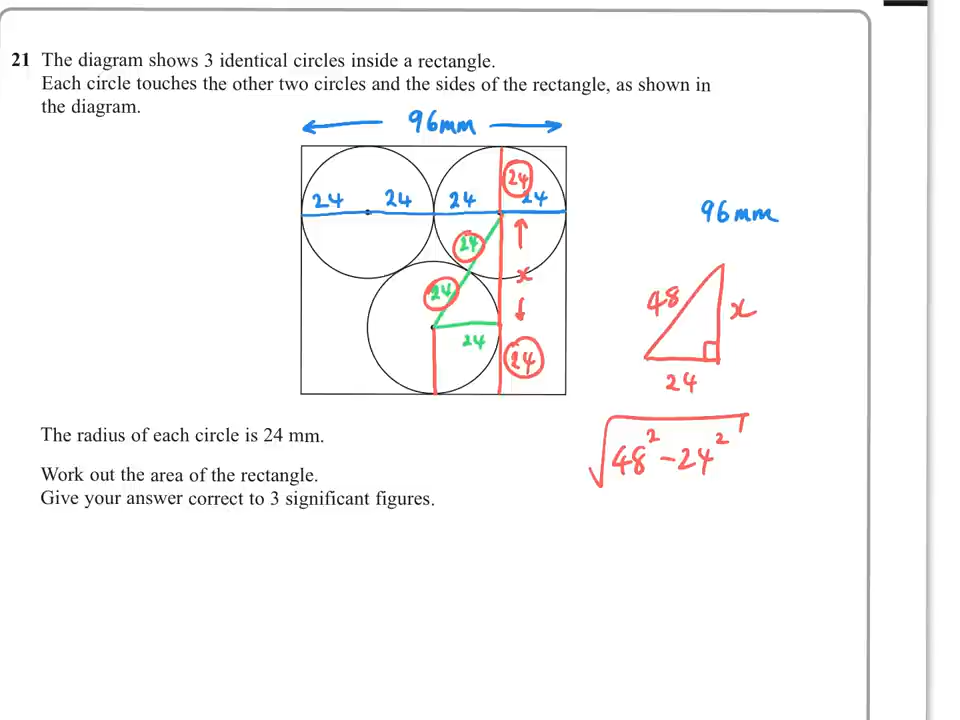 21 The diagram shows 3 identical circles inside a rectangle.
Each circle touches the other two circles and the sides of the rectangle, as shown in
the diagram.
96mm
24
24 24 24 24
96mm
24
x
48 x
24
24
24
24
√48² − 24²
The radius of each circle is 24 mm.
Work out the area of the rectangle.
Give your answer correct to 3 significant figures.